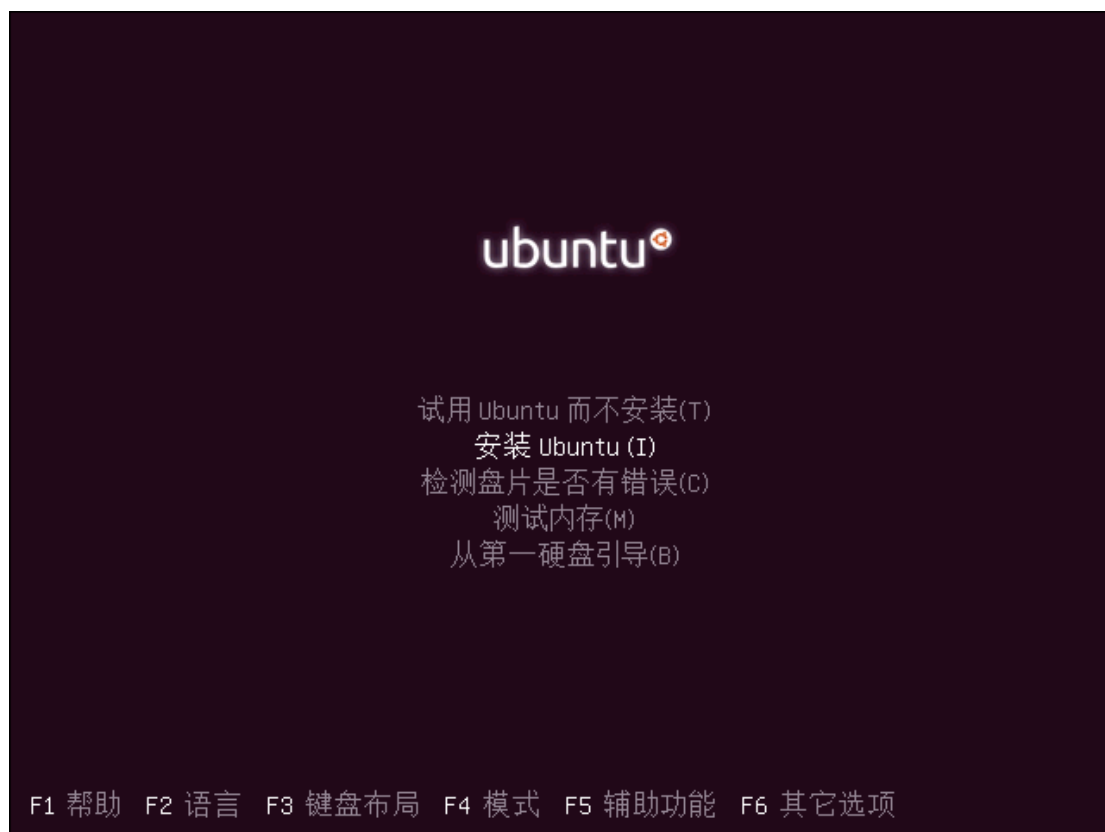 ubuntu
试用 Ubuntu 而不安装(T)
安装 Ubuntu (I)
检测盘片是否有错误(C)
测试内存(M)
从第一硬盘引导(B)
F1 帮助 F2 语言 F3 键盘布局 F4 模式 F5 辅助功能 F6 其它选项